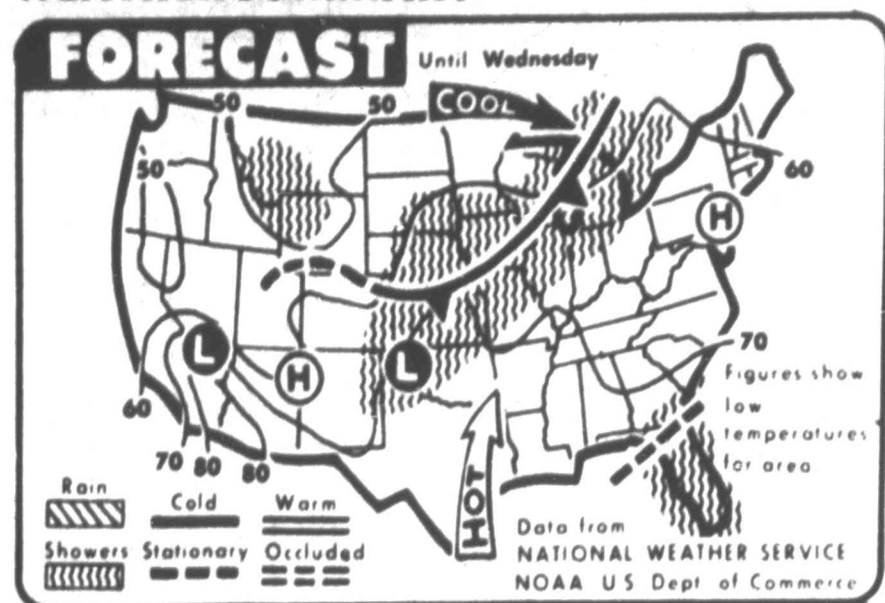 FORECAST
Until Wednesday
50
50
COOL
50
60
H
L
H
L
70
60
70 80 80
Figures show
low
temperatures
for area.
HOT
Rain
Cold
Warm
Showers
Stationary
Occluded
Data from
NATIONAL WEATHER SERVICE
NOAA US Dept of Commerce